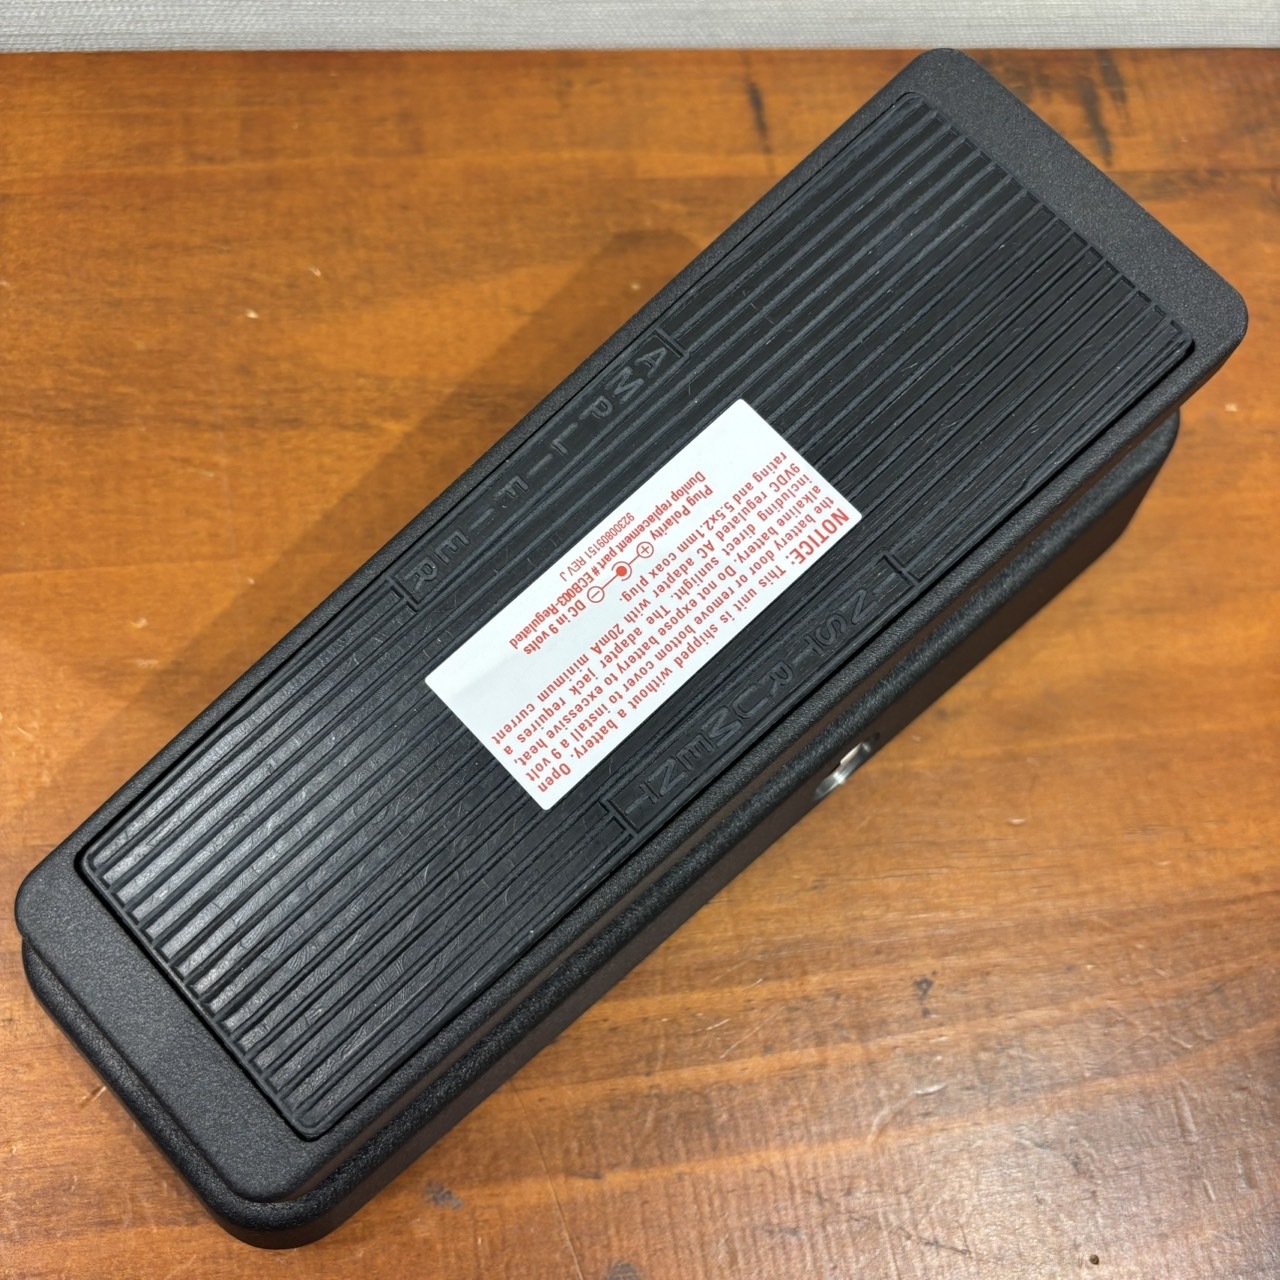 AMPLIFIER
NOTICE: This unit is shipped without a battery. Open
the battery door or remove bottom cover to install a 9 volt
alkaline battery. Do not expose battery to excessive heat,
including direct sunlight. The adapter jack requires a
9VDC regulated AC adapter with 20mA minimum current
rating and 5.5x2.1mm coax plug.
Plug Polarity DC in 9 volts
Dunlop replacement part # ECB003-Regulated
92300809151 REV J
INSTRUMENT